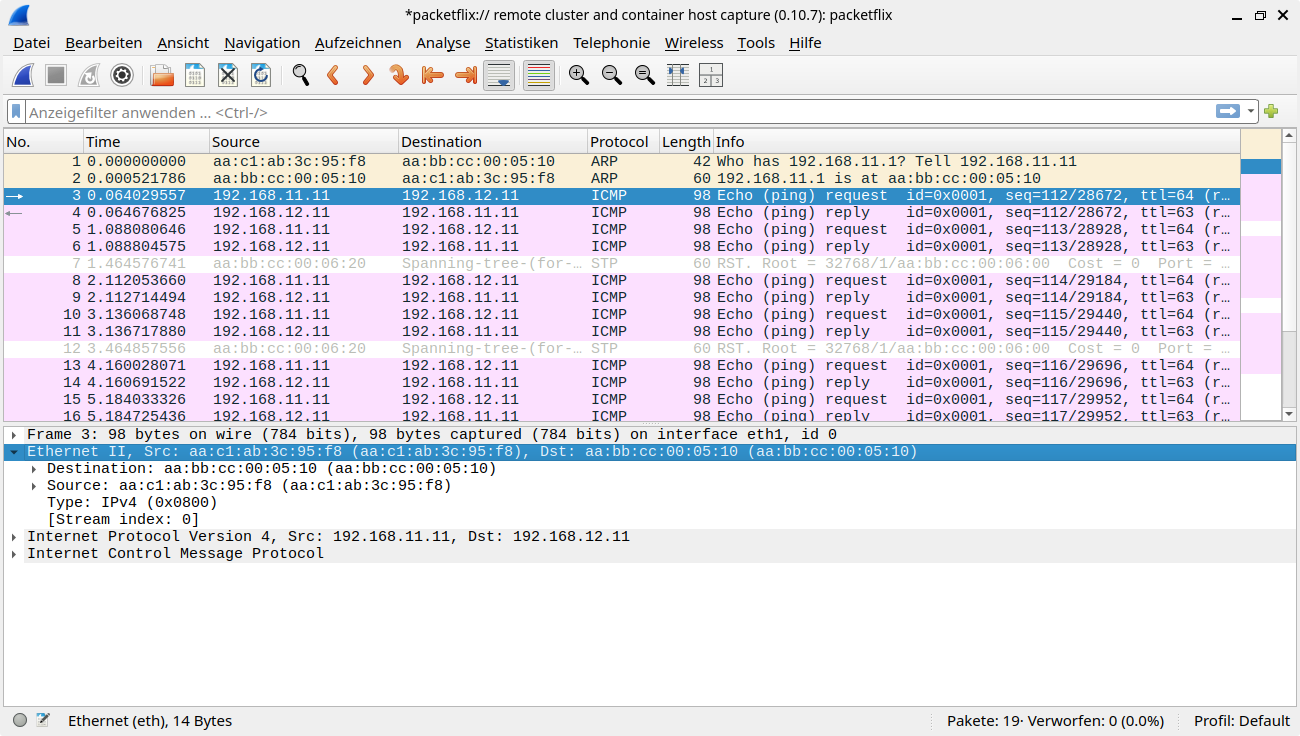 *packetflix:// remote cluster and container host capture (0.10.7): packetflix
Datei Bearbeiten Ansicht Navigation Aufzeichnen Analyse Statistiken Telephonie Wireless Tools Hilfe
Anzeigefilter anwenden ... <Ctrl-/>
No. Time Source Destination Protocol Length Info
1 0.000000000 aa:c1:ab:3c:95:f8 aa:bb:cc:00:05:10 ARP 42 Who has 192.168.11.1? Tell 192.168.11.11
2 0.000521786 aa:bb:cc:00:05:10 aa:c1:ab:3c:95:f8 ARP 60 192.168.11.1 is at aa:bb:cc:00:05:10
3 0.064029557 192.168.11.11 192.168.12.11 ICMP 98 Echo (ping) request id=0x0001, seq=112/28672, ttl=64 (r…
4 0.064676825 192.168.12.11 192.168.11.11 ICMP 98 Echo (ping) reply id=0x0001, seq=112/28672, ttl=63 (r…
5 1.088080646 192.168.11.11 192.168.12.11 ICMP 98 Echo (ping) request id=0x0001, seq=113/28928, ttl=64 (r…
6 1.088804575 192.168.12.11 192.168.11.11 ICMP 98 Echo (ping) reply id=0x0001, seq=113/28928, ttl=63 (r…
7 1.464576741 aa:bb:cc:00:06:20 Spanning-tree-(for-… STP 60 RST. Root = 32768/1/aa:bb:cc:00:06:00 Cost = 0 Port = …
8 2.112053660 192.168.11.11 192.168.12.11 ICMP 98 Echo (ping) request id=0x0001, seq=114/29184, ttl=64 (r…
9 2.112714494 192.168.12.11 192.168.11.11 ICMP 98 Echo (ping) reply id=0x0001, seq=114/29184, ttl=63 (r…
10 3.136068748 192.168.11.11 192.168.12.11 ICMP 98 Echo (ping) request id=0x0001, seq=115/29440, ttl=64 (r…
11 3.136717880 192.168.12.11 192.168.11.11 ICMP 98 Echo (ping) reply id=0x0001, seq=115/29440, ttl=63 (r…
12 3.464857556 aa:bb:cc:00:06:20 Spanning-tree-(for-… STP 60 RST. Root = 32768/1/aa:bb:cc:00:06:00 Cost = 0 Port = …
13 4.160028071 192.168.11.11 192.168.12.11 ICMP 98 Echo (ping) request id=0x0001, seq=116/29696, ttl=64 (r…
14 4.160691522 192.168.12.11 192.168.11.11 ICMP 98 Echo (ping) reply id=0x0001, seq=116/29696, ttl=63 (r…
15 5.184033326 192.168.11.11 192.168.12.11 ICMP 98 Echo (ping) request id=0x0001, seq=117/29952, ttl=64 (r…
16 5.184725436 192.168.12.11 192.168.11.11 ICMP 98 Echo (ping) reply id=0x0001, seq=117/29952, ttl=63 (r…
Frame 3: 98 bytes on wire (784 bits), 98 bytes captured (784 bits) on interface eth1, id 0
Ethernet II, Src: aa:c1:ab:3c:95:f8 (aa:c1:ab:3c:95:f8), Dst: aa:bb:cc:00:05:10 (aa:bb:cc:00:05:10)
Destination: aa:bb:cc:00:05:10 (aa:bb:cc:00:05:10)
Source: aa:c1:ab:3c:95:f8 (aa:c1:ab:3c:95:f8)
Type: IPv4 (0x0800)
[Stream index: 0]
Internet Protocol Version 4, Src: 192.168.11.11, Dst: 192.168.12.11
Internet Control Message Protocol
Ethernet (eth), 14 Bytes Pakete: 19· Verworfen: 0 (0.0%) Profil: Default